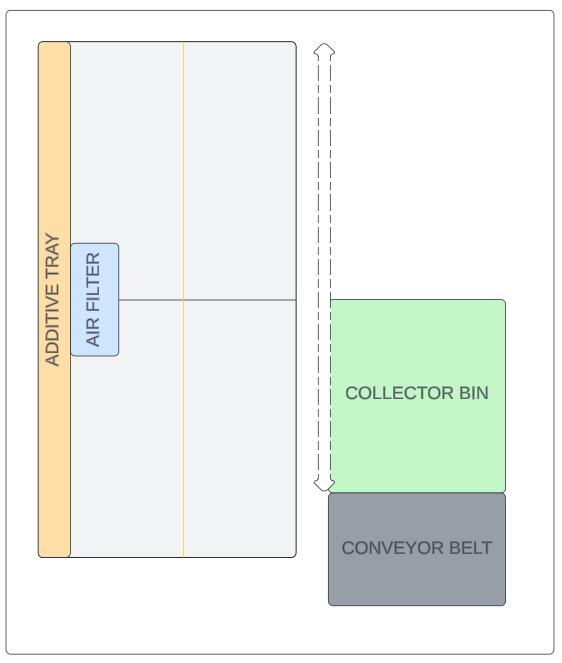 ADDITIVE TRAY
AIR FILTER
COLLECTOR BIN
CONVEYOR BELT